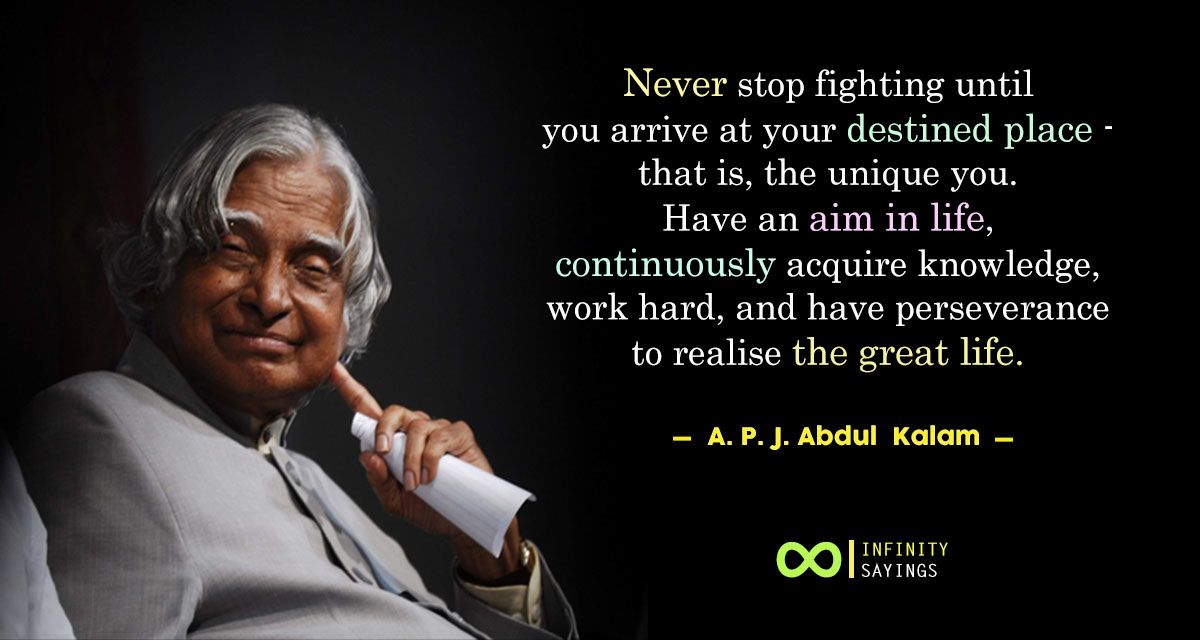 Never stop fighting until
you arrive at your destined place -
that is, the unique you.
Have an aim in life,
continuously acquire knowledge,
work hard, and have perseverance
to realise the great life.
— A. P. J. Abdul Kalam —
INFINITY
SAYINGS